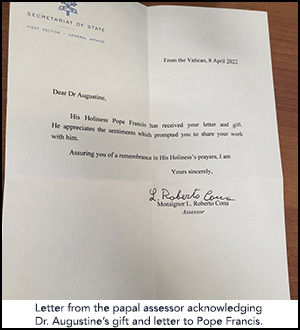 SECRETARIAT OF STATE
FIRST SECTION - GENERAL AFFAIRS
From the Vatican, 8 April 2022
Dear Dr Augustine,
His Holiness Pope Francis has received your letter and gift.
He appreciates the sentiments which prompted you to share your work
with him.
Assuring you of a remembrance in His Holiness's prayers, I am
Yours sincerely,
L. Roberto Cona
Monsignor L. Roberto Cona
Assessor
Letter from the papal assessor acknowledging
Dr. Augustine's gift and letter to Pope Francis.